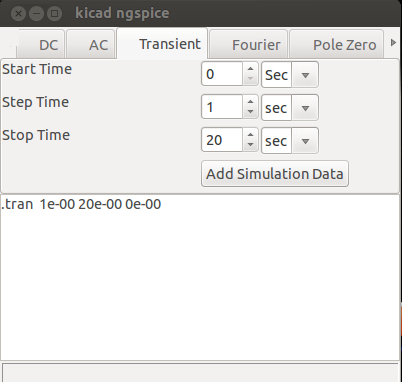 kicad ngspice
DC AC Transient Fourier Pole Zero
Start Time 0 Sec
Step Time 1 sec
Stop Time 20 sec
Add Simulation Data
.tran 1e-00 20e-00 0e-00